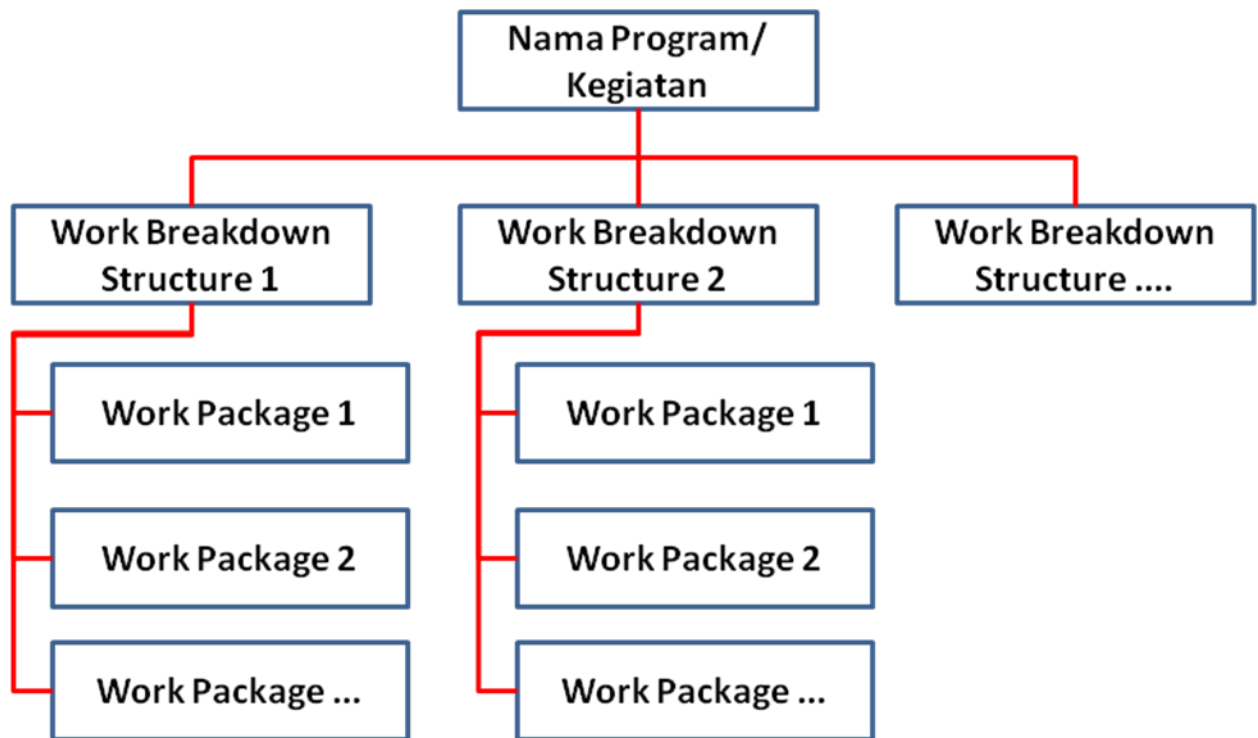 Nama Program/
Kegiatan
Work Breakdown
Structure 1
Work Breakdown
Structure 2
Work Breakdown
Structure ....
Work Package 1
Work Package 2
Work Package ...
Work Package 1
Work Package 2
Work Package ...